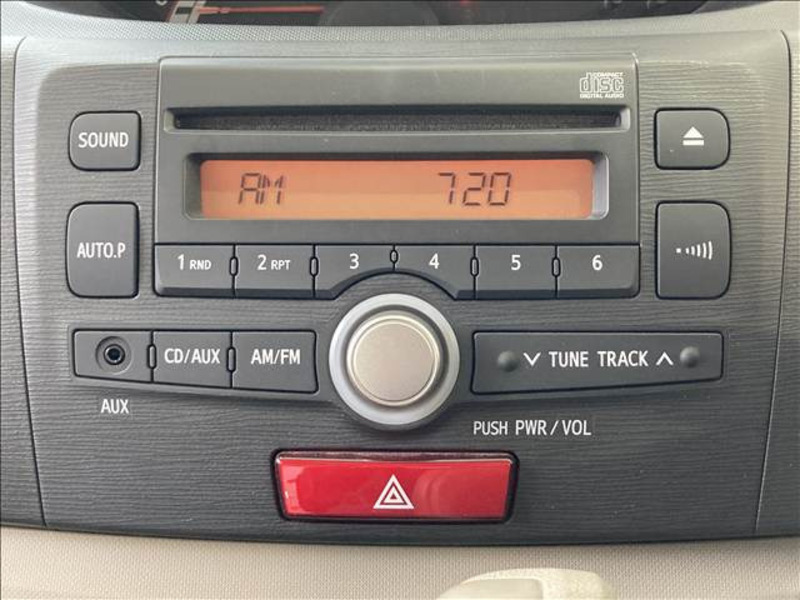 COMPACT
disc
DIGITAL AUDIO
SOUND
AM 720
AUTO.P
1 RND 2 RPT 3 4 5 6
CD/AUX AM/FM TUNE TRACK
AUX
PUSH PWR/VOL